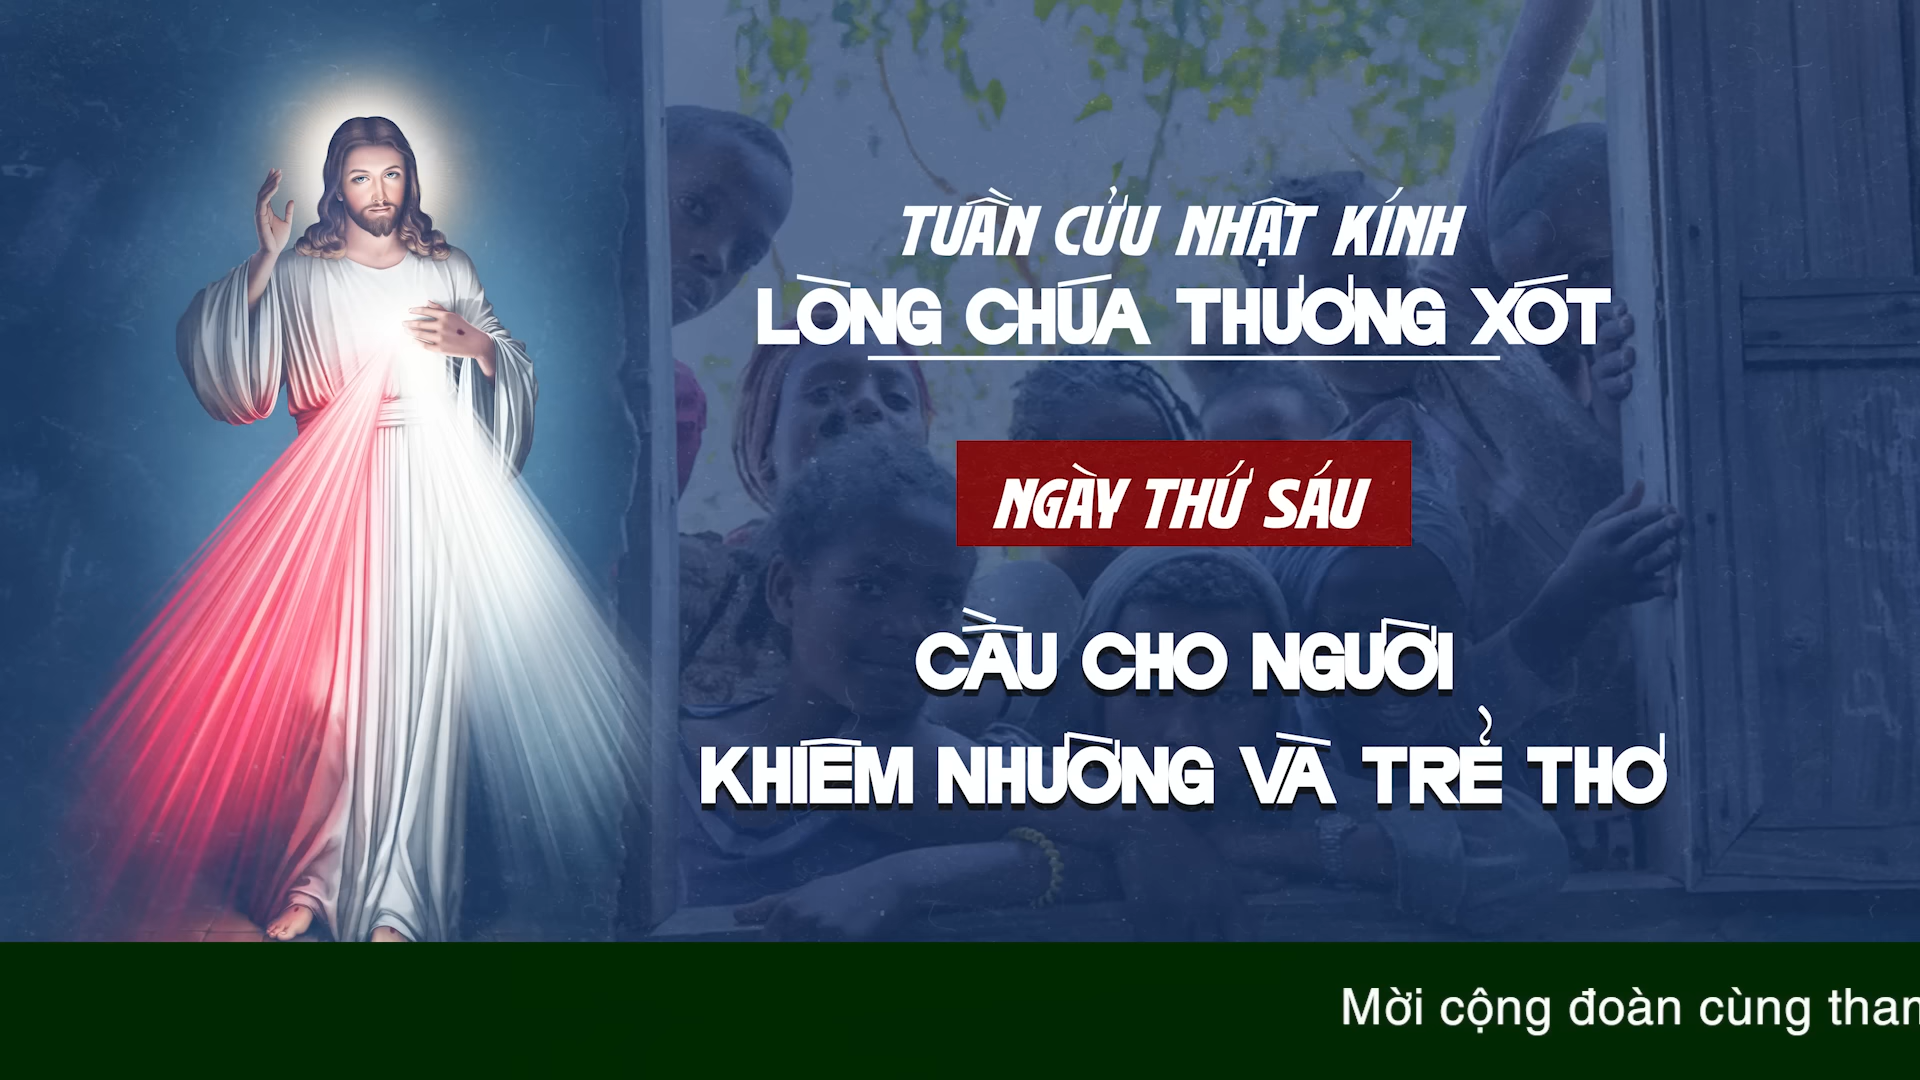 TUẦN CỬU NHẬT KÍNH
LÒNG CHÚA THƯƠNG XÓT
NGÀY THỨ SÁU
CẦU CHO NGƯỜI
KHIÊM NHƯỜNG VÀ TRẺ THƠ
Mời cộng đoàn cùng tham